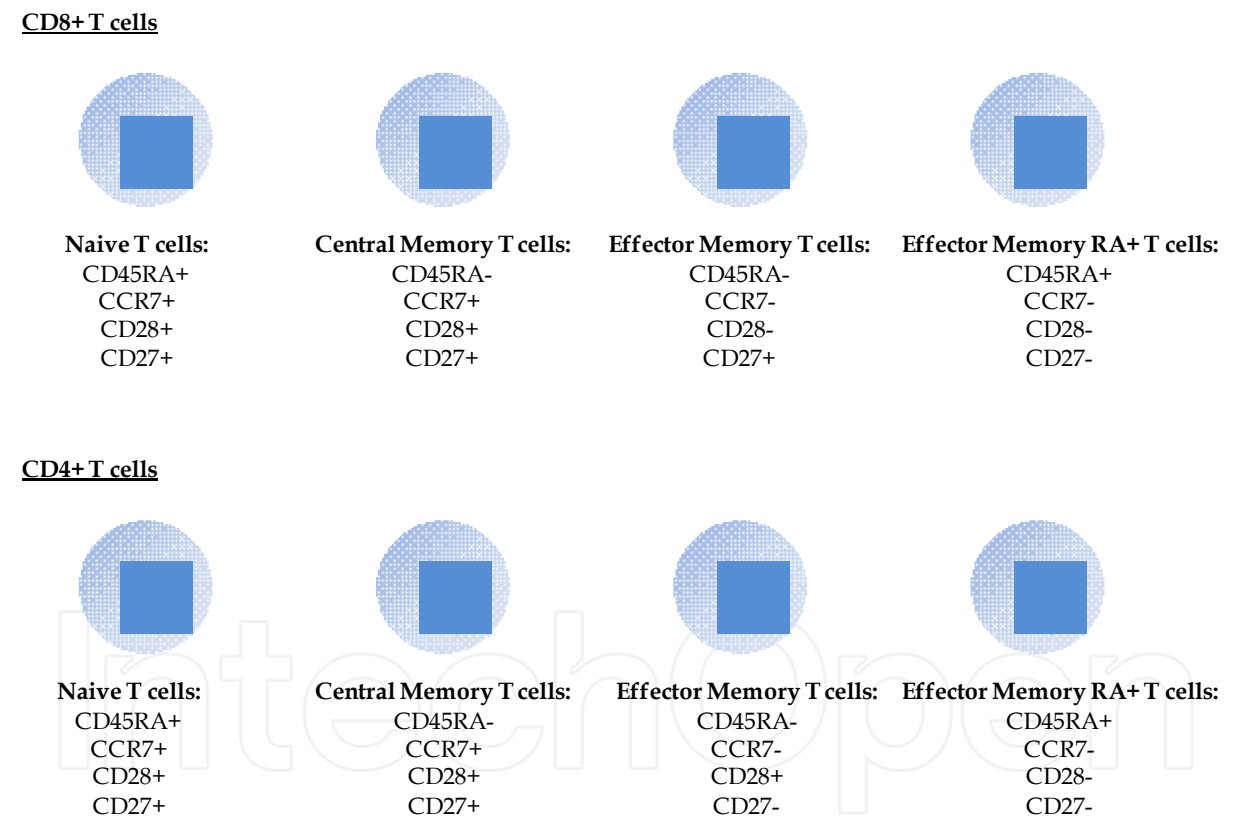 CD8+ T cells
Naive T cells: Central Memory T cells: Effector Memory T cells: Effector Memory RA+ T cells:
CD45RA+ CD45RA- CD45RA- CD45RA+
CCR7+ CCR7+ CCR7- CCR7-
CD28+ CD28+ CD28- CD28-
CD27+ CD27+ CD27+ CD27-
CD4+ T cells
Naive T cells: Central Memory T cells: Effector Memory T cells: Effector Memory RA+ T cells:
CD45RA+ CD45RA- CD45RA- CD45RA+
CCR7+ CCR7+ CCR7- CCR7-
CD28+ CD28+ CD28+ CD28-
CD27+ CD27+ CD27- CD27-
IntechOpen